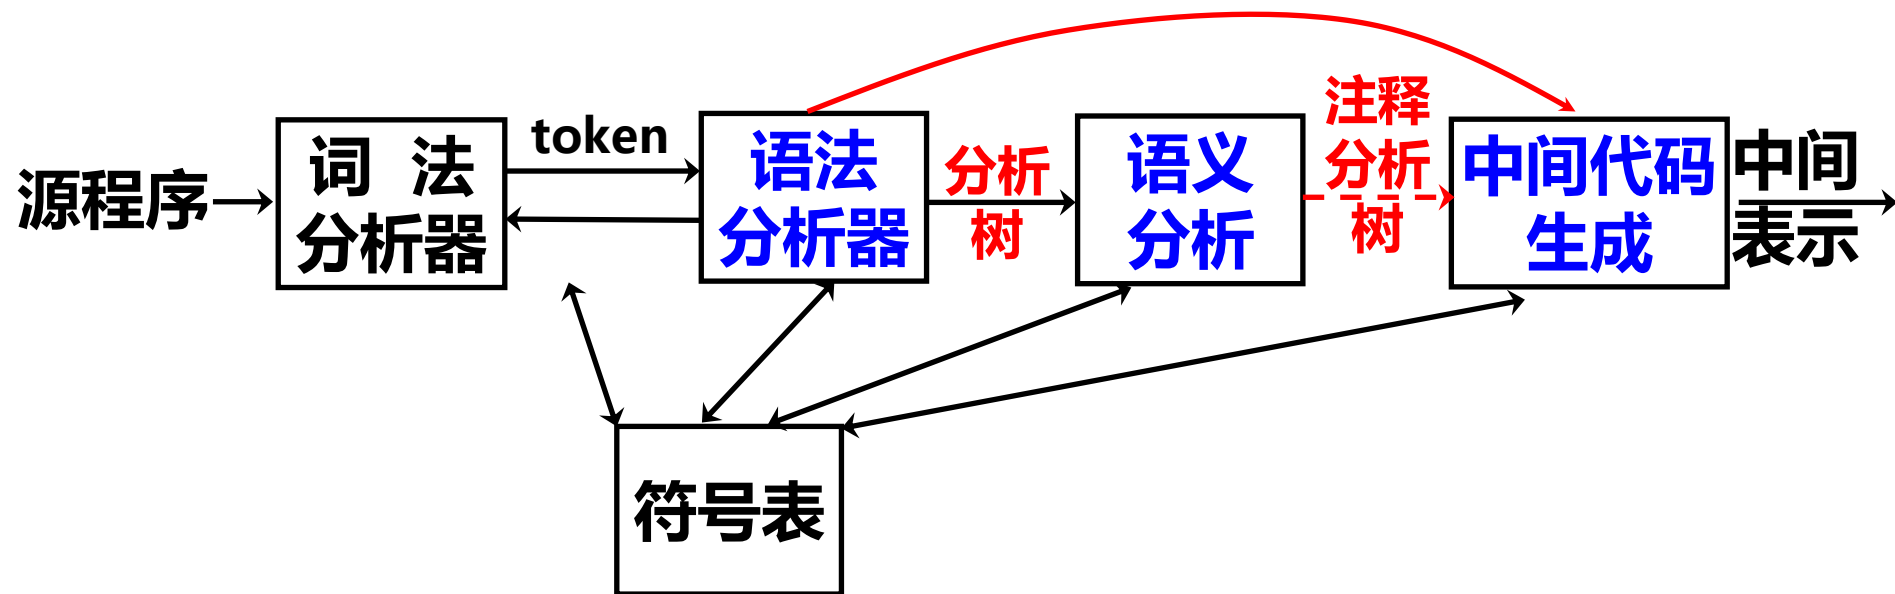 源程序
词 法
分析器
token
语法
分析器
分析
树
语义
分析
注释
分析
树
中间代码
生成
中间
表示
符号表